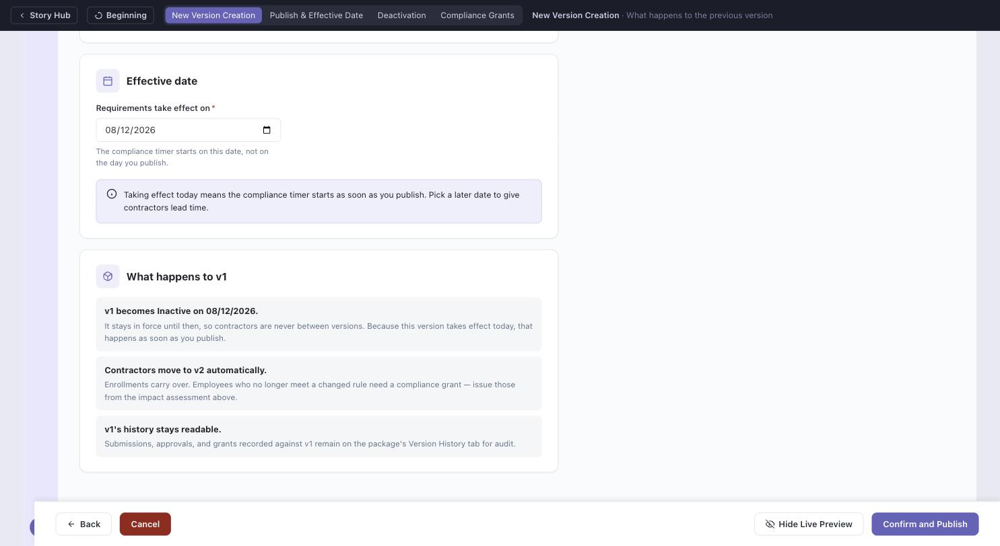 Story Hub
Beginning
New Version Creation
Publish & Effective Date
Deactivation
Compliance Grants
New Version Creation · What happens to the previous version
Effective date
Requirements take effect on *
08/12/2026
The compliance timer starts on this date, not on
the day you publish.
Taking effect today means the compliance timer starts as soon as you publish. Pick a later date to give
contractors lead time.
What happens to v1
v1 becomes Inactive on 08/12/2026.
It stays in force until then, so contractors are never between versions. Because this version takes effect today, that
happens as soon as you publish.
Contractors move to v2 automatically.
Enrollments carry over. Employees who no longer meet a changed rule need a compliance grant — issue those
from the impact assessment above.
v1's history stays readable.
Submissions, approvals, and grants recorded against v1 remain on the package's Version History tab for audit.
Back
Cancel
Hide Live Preview
Confirm and Publish